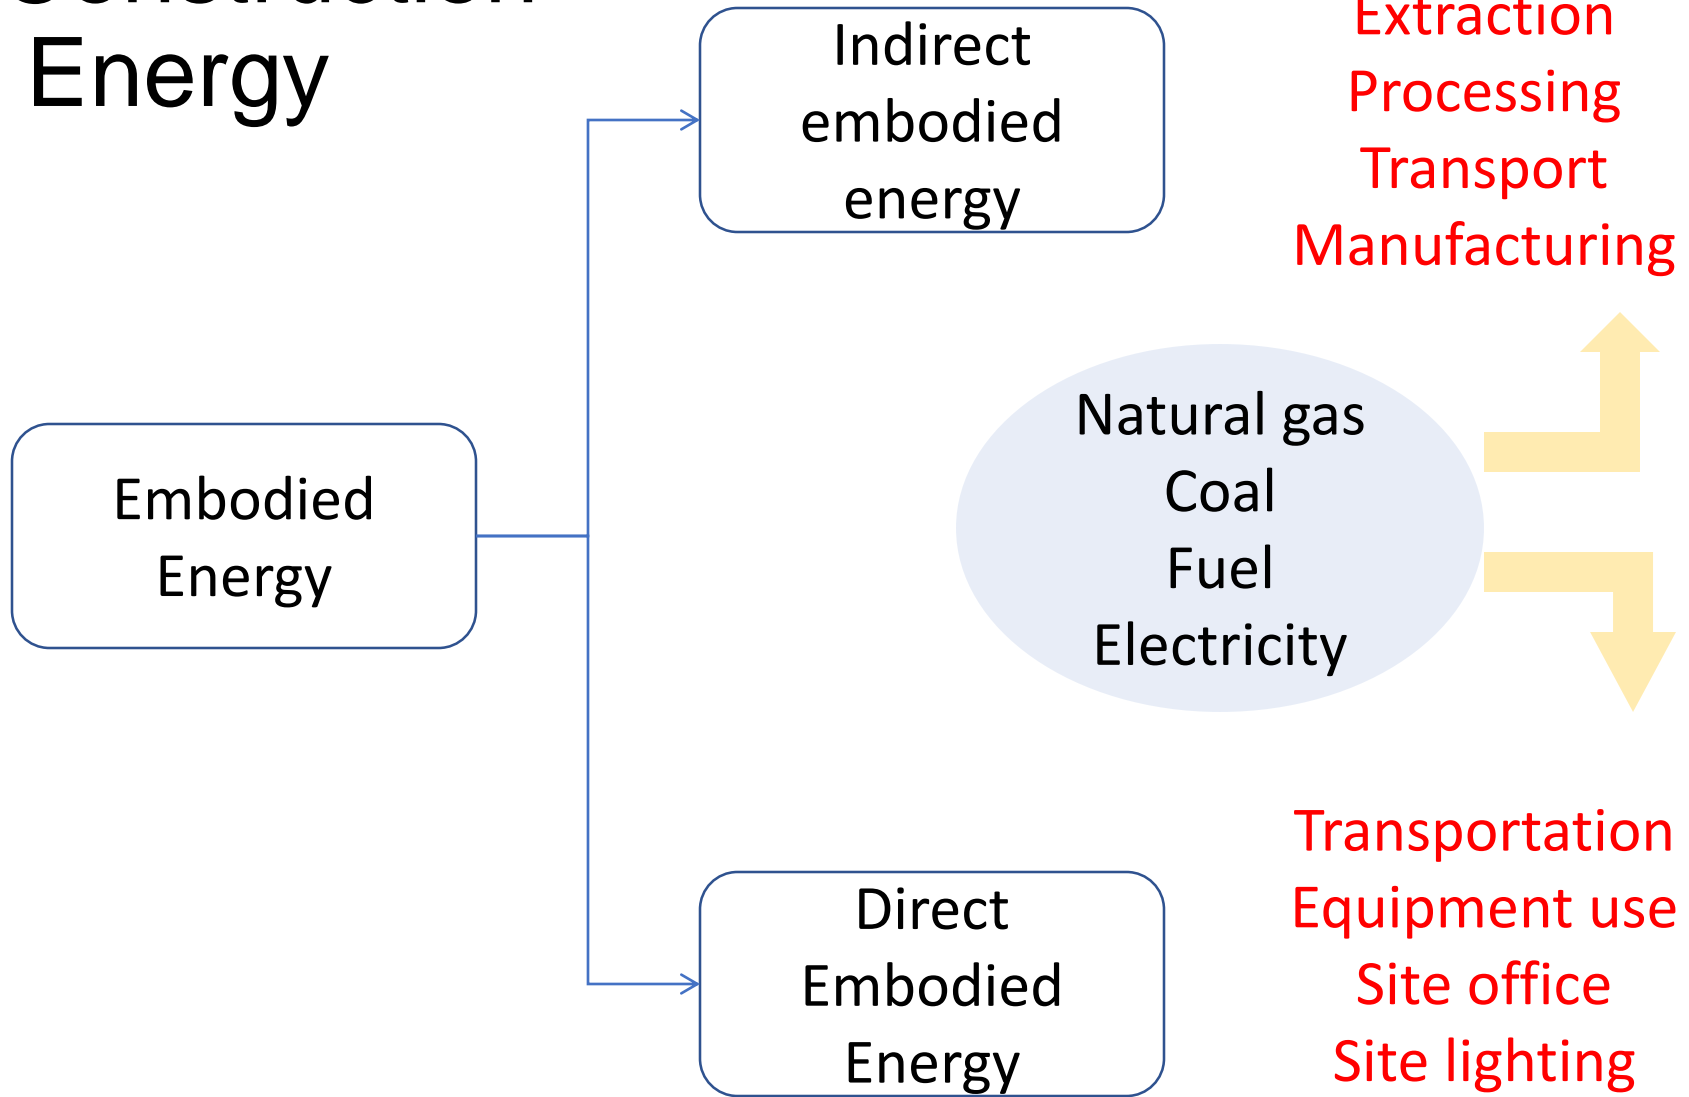 Construction
Energy
Indirect
embodied
energy
Extraction
Processing
Transport
Manufacturing
Embodied
Energy
Natural gas
Coal
Fuel
Electricity
Direct
Embodied
Energy
Transportation
Equipment use
Site office
Site lighting